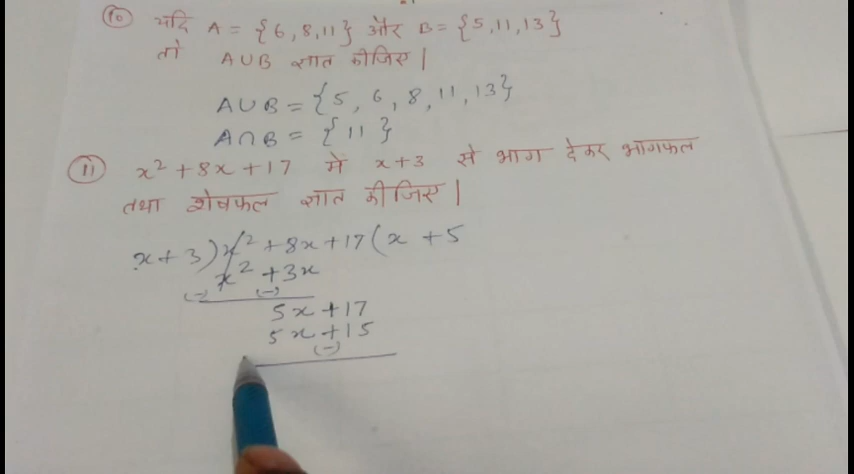 (10) यदि A = {6, 8, 11} और B = {5, 11, 13}
तो A∪B ज्ञात कीजिए |
A∪B = {5, 6, 8, 11, 13}
A∩B = {11}
(11) x² + 8x + 17 में x+3 से भाग देकर भागफल
तथा शेषफल ज्ञात कीजिए |
x+3)x² + 8x + 17(x + 5
x² + 3x
(-) (-)
5x + 17
5x + 15
(-)